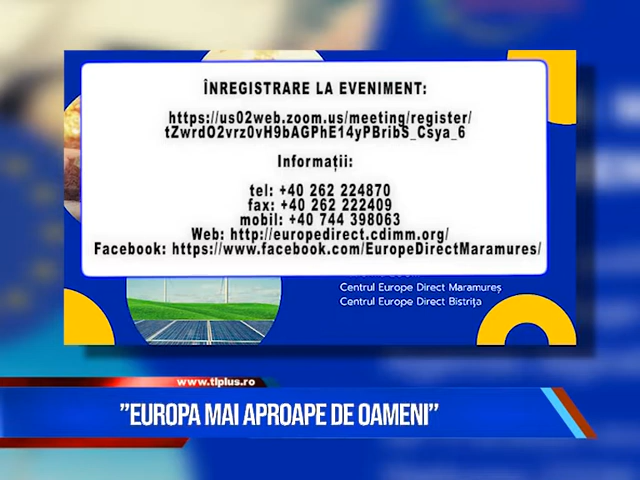 ÎNREGISTRARE LA EVENIMENT:
https://us02web.zoom.us/meeting/register/
tZwrdO2vrz0vH9bAGPhE14yPBribS_Csya_6
Informații:
tel: +40 262 224870
fax: +40 262 222409
mobil: +40 744 398063
Web: http://europedirect.cdimm.org/
Facebook: https://www.facebook.com/EuropeDirectMaramures/
Centrul Europe Direct Maramureș
Centrul Europe Direct Bistrița
www.tlplus.ro
”EUROPA MAI APROAPE DE OAMENI”